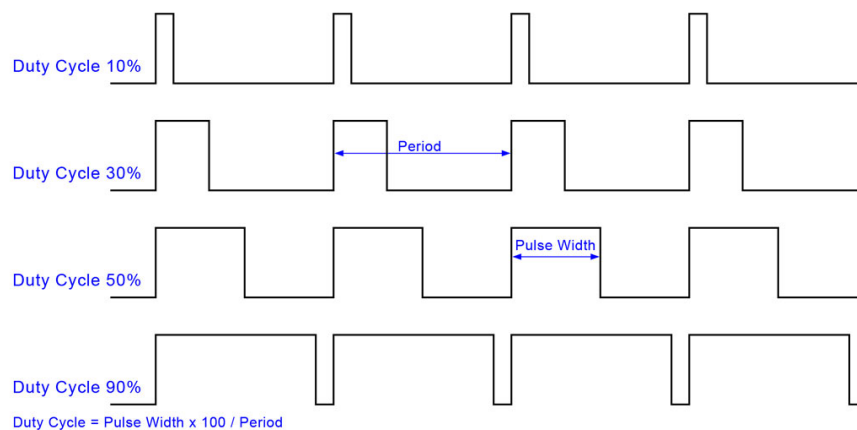 Duty Cycle 10%
Period
Duty Cycle 30%
Pulse Width
Duty Cycle 50%
Duty Cycle 90%
Duty Cycle = Pulse Width x 100 / Period